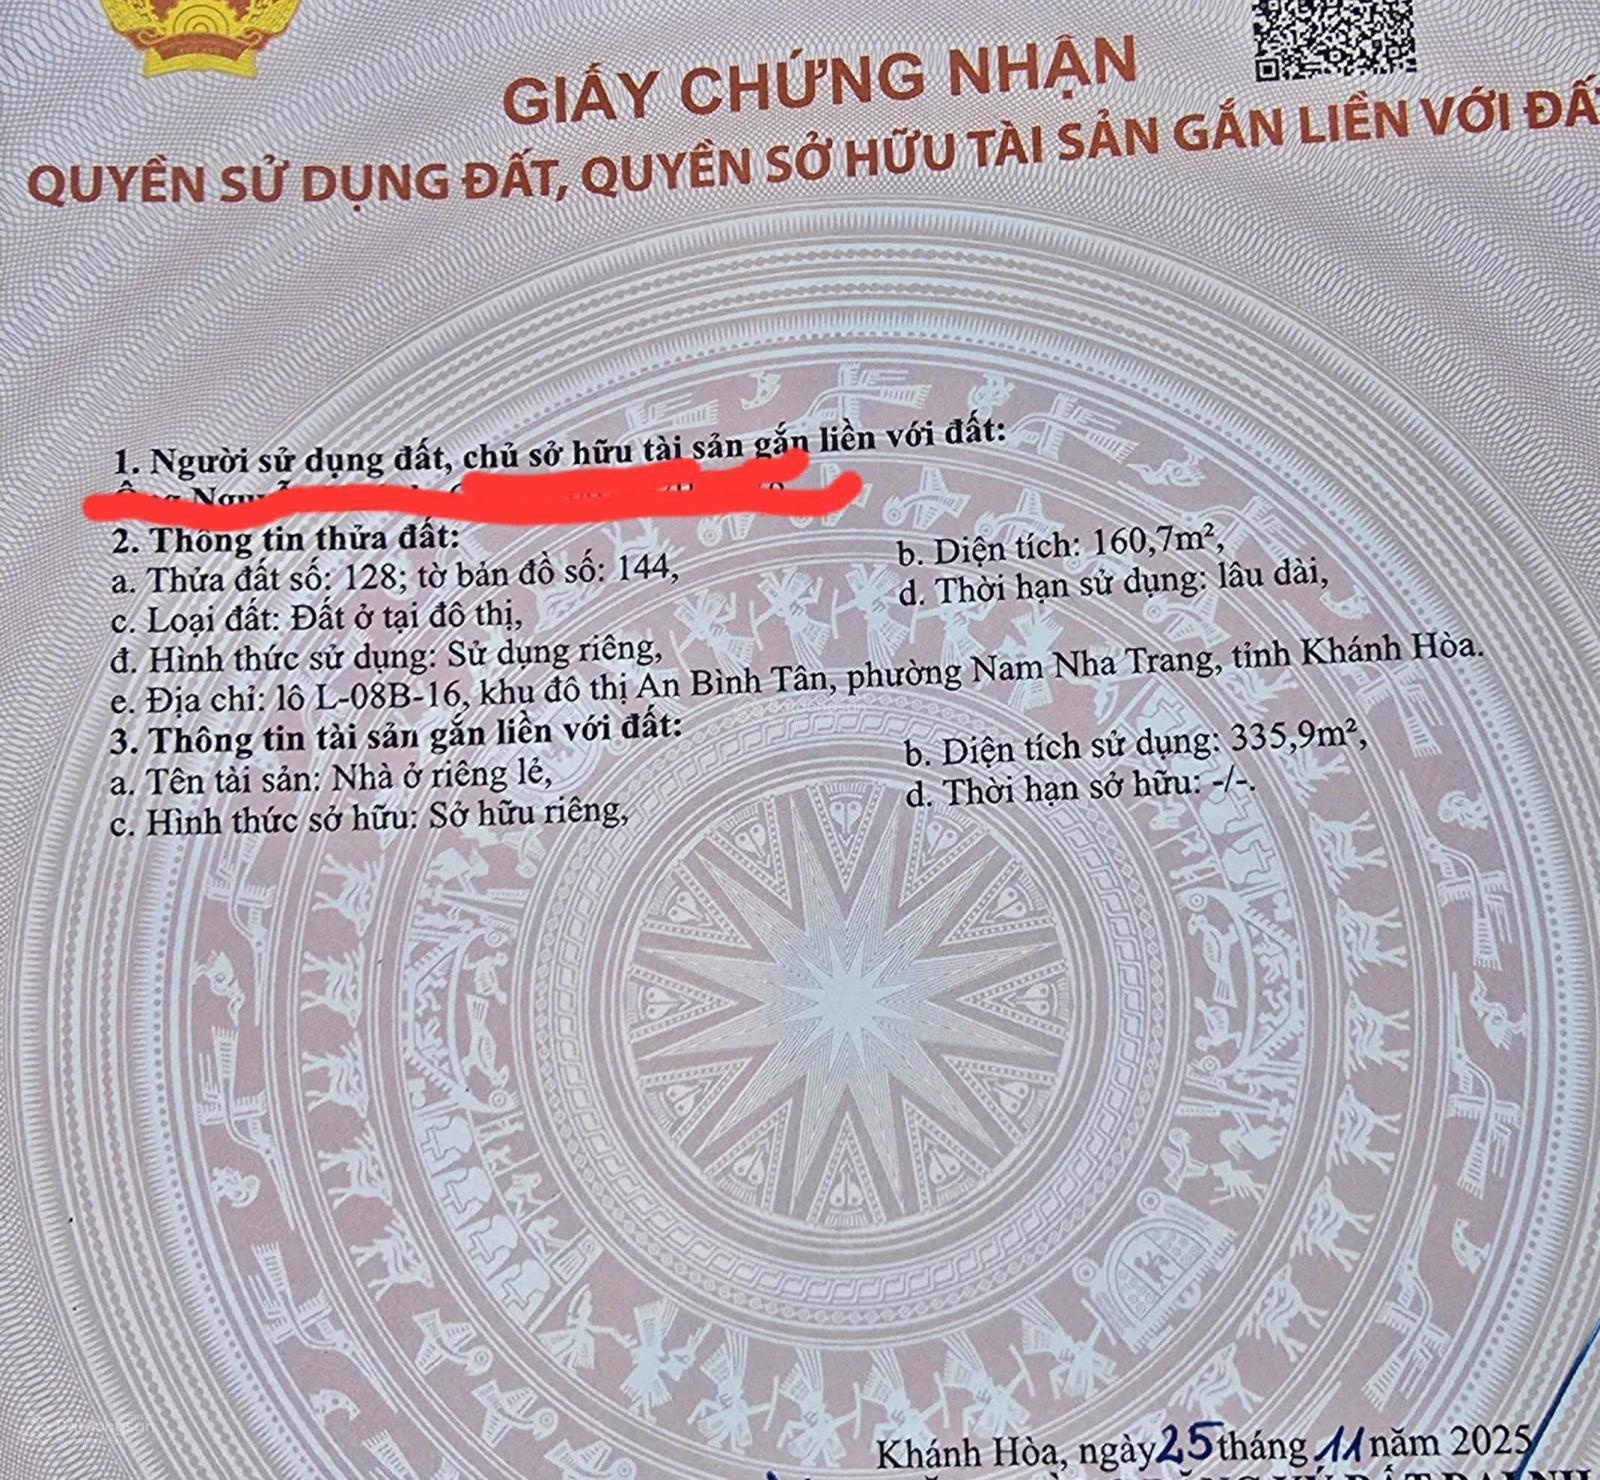 GIẤY CHỨNG NHẬN
QUYỀN SỬ DỤNG ĐẤT, QUYỀN SỞ HỮU TÀI SẢN GẮN LIỀN VỚI ĐẤ
1. Người sử dụng đất, chủ sở hữu tài sản gắn liền với đất:
2. Thông tin thửa đất:
a. Thửa đất số: 128; tờ bản đồ số: 144, b. Diện tích: 160,7m²,
c. Loại đất: Đất ở tại đô thị, d. Thời hạn sử dụng: lâu dài,
đ. Hình thức sử dụng: Sử dụng riêng,
e. Địa chỉ: lô L-08B-16, khu đô thị An Bình Tân, phường Nam Nha Trang, tỉnh Khánh Hòa.
3. Thông tin tài sản gắn liền với đất:
a. Tên tài sản: Nhà ở riêng lẻ, b. Diện tích sử dụng: 335,9m²,
c. Hình thức sở hữu: Sở hữu riêng, d. Thời hạn sở hữu: -/-.
Khánh Hòa, ngày 25 tháng 11 năm 2025